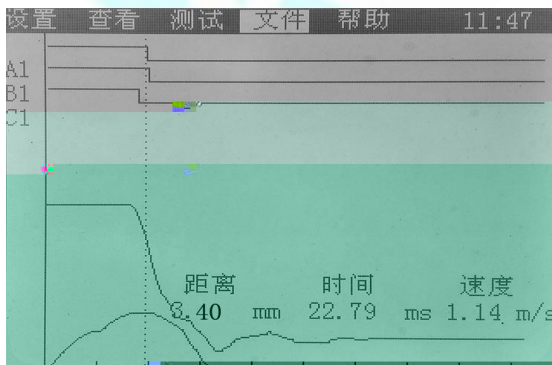 设置 查看 测试 文件 帮助 11:47
A1
B1
C1
距离 时间 速度
3.40 mm 22.79 ms 1.14 m/s